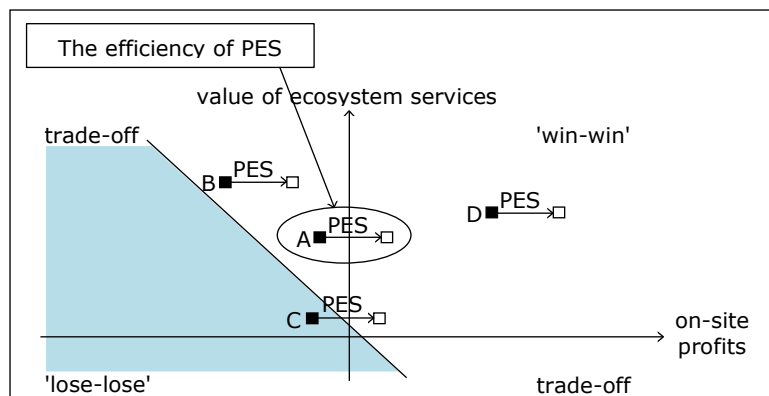 The efficiency of PES
value of ecosystem services
trade-off
'win-win'
B PES
D PES
A PES
C PES
on-site
profits
'lose-lose'
trade-off